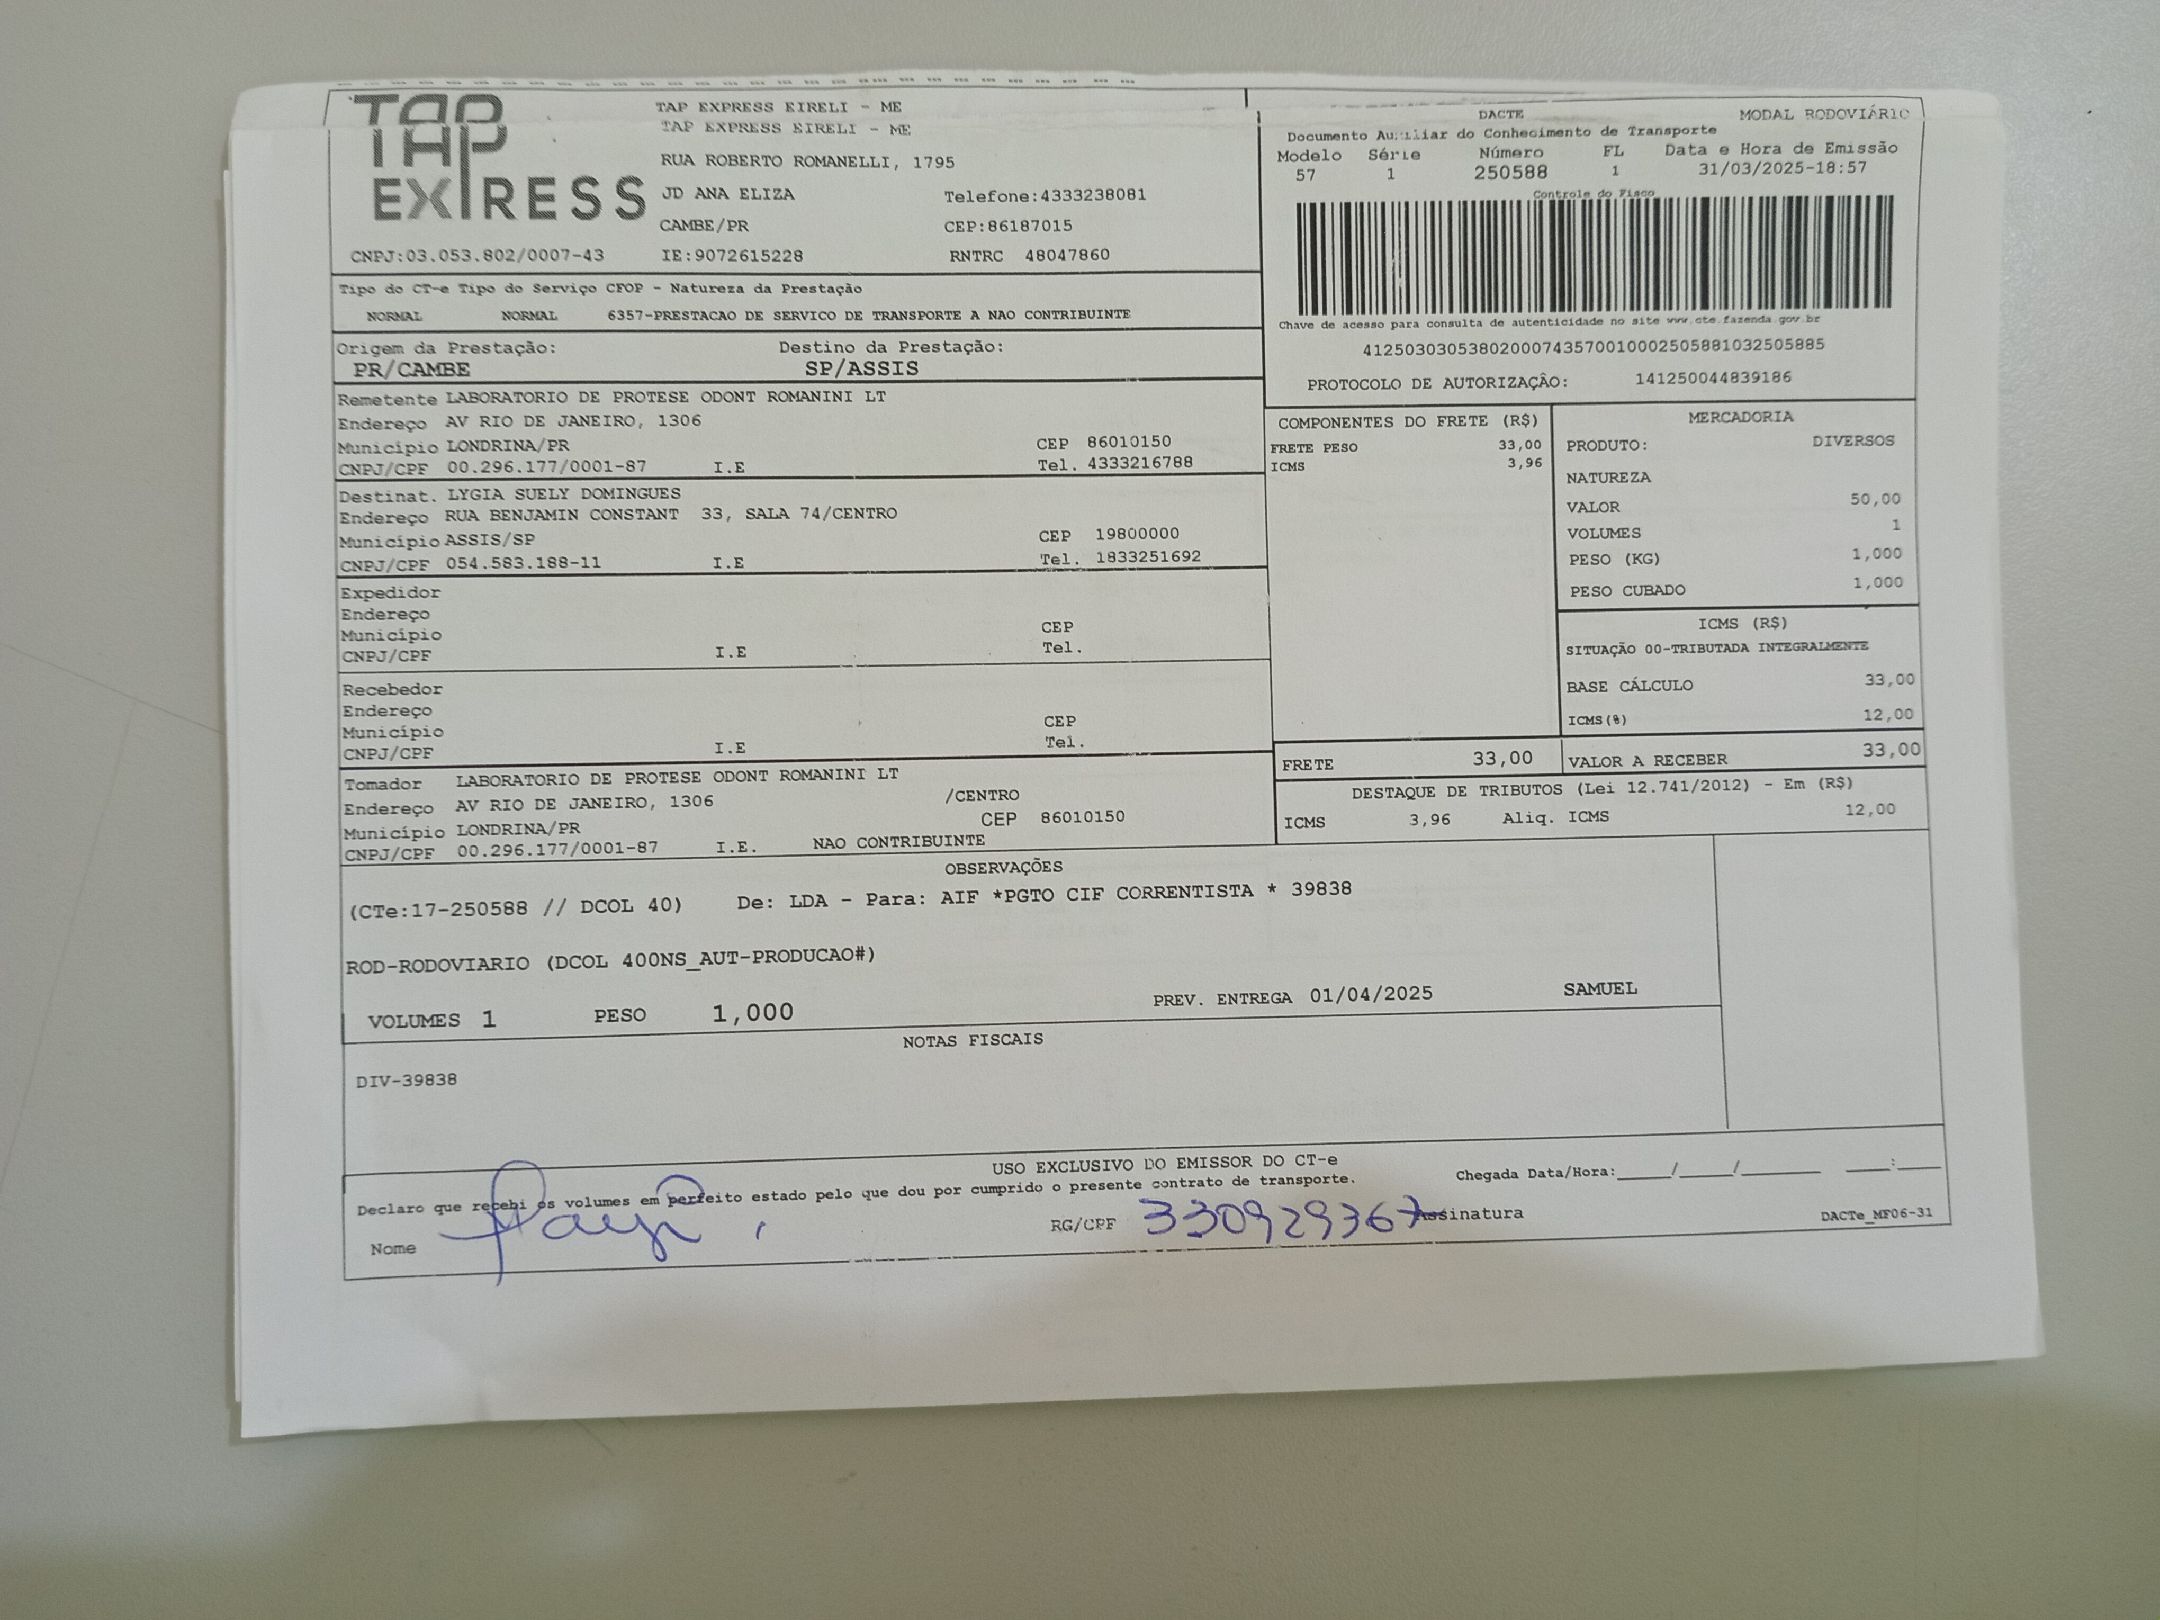 TAP
TAP
EXPRESS
TAP EXPRESS EIRELI - ME
TAP EXPRESS EIRELI - ME
RUA ROBERTO ROMANELLI, 1795
JD ANA ELIZA Telefone:4333238081
CAMBE/PR CEP:86187015
CNPJ:03.053.802/0007-43 IE:9072615228 RNTRC 48047860
DACTE MODAL RODOVIÁRIO
Documento Auxiliar do Conhecimento de Transporte
Modelo Série Número FL Data e Hora de Emissão
57 1 250588 1 31/03/2025-18:57
Controle do Fisco
Chave de acesso para consulta de autenticidade no site www.cte.fazenda.gov.br
41250303053802000743570010002505881032505885
PROTOCOLO DE AUTORIZAÇÃO: 141250044839186
Tipo do CT-e Tipo do Serviço CFOP - Natureza da Prestação
NORMAL NORMAL 6357-PRESTACAO DE SERVICO DE TRANSPORTE A NAO CONTRIBUINTE
Origem da Prestação: Destino da Prestação:
PR/CAMBE SP/ASSIS
Remetente LABORATORIO DE PROTESE ODONT ROMANINI LT
Endereço AV RIO DE JANEIRO, 1306
Município LONDRINA/PR CEP 86010150
CNPJ/CPF 00.296.177/0001-87 I.E Tel. 4333216788
Destinat. LYGIA SUELY DOMINGUES
Endereço RUA BENJAMIN CONSTANT 33, SALA 74/CENTRO
Município ASSIS/SP CEP 19800000
CNPJ/CPF 054.583.188-11 I.E Tel. 1833251692
Expedidor
Endereço
Município CEP
CNPJ/CPF I.E Tel.
Recebedor
Endereço
Município CEP
CNPJ/CPF I.E Tel.
Tomador LABORATORIO DE PROTESE ODONT ROMANINI LT
Endereço AV RIO DE JANEIRO, 1306 /CENTRO
Município LONDRINA/PR CEP 86010150
CNPJ/CPF 00.296.177/0001-87 I.E. NAO CONTRIBUINTE
COMPONENTES DO FRETE (R$)
FRETE PESO 33,00
ICMS 3,96
MERCADORIA
PRODUTO: DIVERSOS
NATUREZA
VALOR 50,00
VOLUMES 1
PESO (KG) 1,000
PESO CUBADO 1,000
ICMS (R$)
SITUAÇÃO 00-TRIBUTADA INTEGRALMENTE
BASE CÁLCULO 33,00
ICMS(%) 12,00
FRETE 33,00 VALOR A RECEBER 33,00
DESTAQUE DE TRIBUTOS (Lei 12.741/2012) - Em (R$)
ICMS 3,96 Aliq. ICMS 12,00
OBSERVAÇÕES
(CTe:17-250588 // DCOL 40) De: LDA - Para: AIF *PGTO CIF CORRENTISTA * 39838
ROD-RODOVIARIO (DCOL 400NS_AUT-PRODUCAO#)
VOLUMES 1 PESO 1,000 PREV. ENTREGA 01/04/2025 SAMUEL
NOTAS FISCAIS
DIV-39838
USO EXCLUSIVO DO EMISSOR DO CT-e
Declaro que recebi os volumes em perfeito estado pelo que dou por cumprido o presente contrato de transporte. Chegada Data/Hora:_____/_____/_______ ____:____
Nome RG/CPF 330929367 Assinatura DACTe_MF06-31